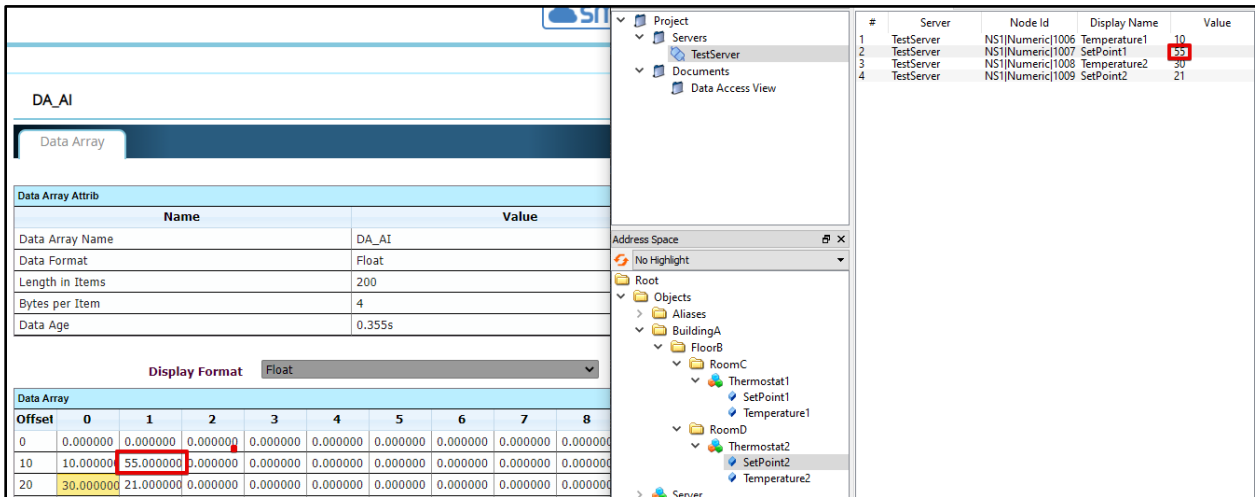 sm
DA_AI
Data Array
Data Array Attrib
Name Value
Data Array Name DA_AI
Data Format Float
Length in Items 200
Bytes per Item 4
Data Age 0.355s
Display Format Float
Data Array
Offset 0 1 2 3 4 5 6 7 8
0 0.000000 0.000000 0.000000 0.000000 0.000000 0.000000 0.000000 0.000000 0.000000
10 10.000000 55.000000 0.000000 0.000000 0.000000 0.000000 0.000000 0.000000 0.000000
20 30.000000 21.000000 0.000000 0.000000 0.000000 0.000000 0.000000 0.000000 0.000000
Project
Servers
TestServer
Documents
Data Access View
Address Space
No Highlight
Root
Objects
Aliases
BuildingA
FloorB
RoomC
Thermostat1
SetPoint1
Temperature1
RoomD
Thermostat2
SetPoint2
Temperature2
Server
# Server Node Id Display Name Value
1 TestServer NS1|Numeric|1006 Temperature1 10
2 TestServer NS1|Numeric|1007 SetPoint1 55
3 TestServer NS1|Numeric|1008 Temperature2 30
4 TestServer NS1|Numeric|1009 SetPoint2 21